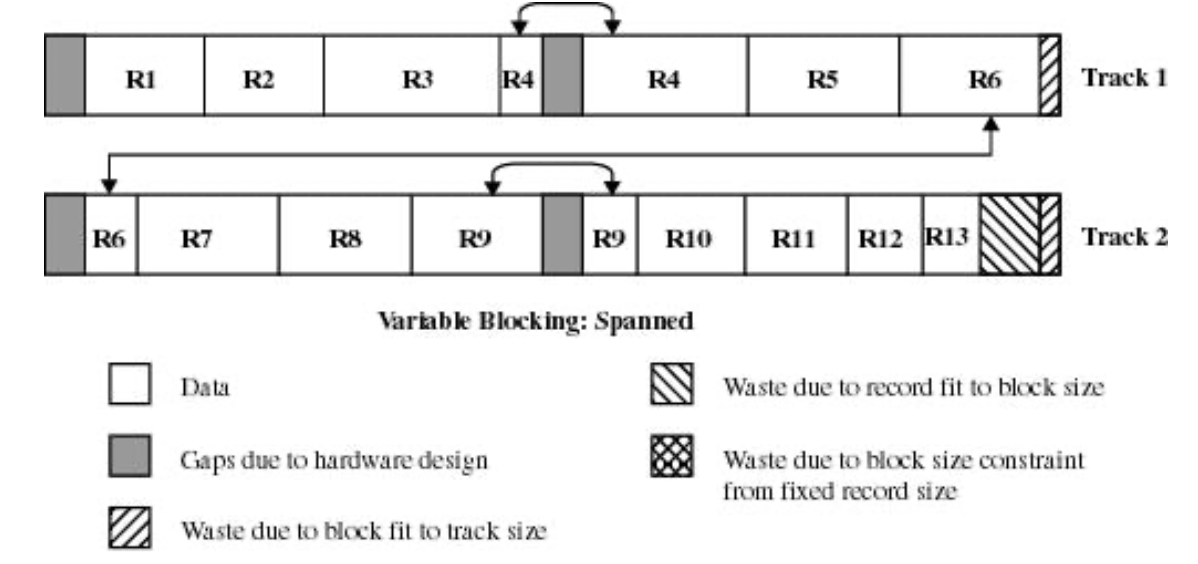 R1 R2 R3 R4 R4 R5 R6 Track 1
R6 R7 R8 R9 R9 R10 R11 R12 R13 Track 2
Variable Blocking: Spanned
Data
Waste due to record fit to block size
Gaps due to hardware design
Waste due to block size constraint
from fixed record size
Waste due to block fit to track size